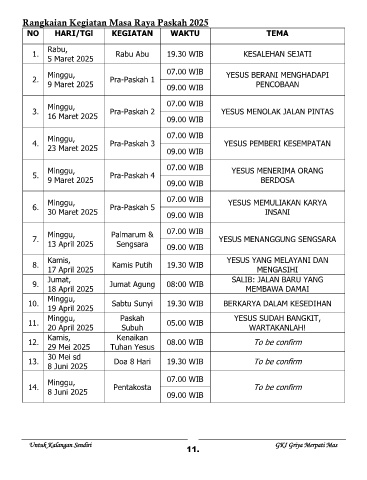 Rangkaian Kegiatan Masa Raya Paskah 2025
NO HARI/TGl KEGIATAN WAKTU TEMA
1. Rabu, 5 Maret 2025 Rabu Abu 19.30 WIB KESALEHAN SEJATI
2. Minggu, 9 Maret 2025 Pra-Paskah 1 07.00 WIB 09.00 WIB YESUS BERANI MENGHADAPI PENCOBAAN
3. Minggu, 16 Maret 2025 Pra-Paskah 2 07.00 WIB 09.00 WIB YESUS MENOLAK JALAN PINTAS
4. Minggu, 23 Maret 2025 Pra-Paskah 3 07.00 WIB 09.00 WIB YESUS PEMBERI KESEMPATAN
5. Minggu, 9 Maret 2025 Pra-Paskah 4 07.00 WIB 09.00 WIB YESUS MENERIMA ORANG BERDOSA
6. Minggu, 30 Maret 2025 Pra-Paskah 5 07.00 WIB 09.00 WIB YESUS MEMULIAKAN KARYA INSANI
7. Minggu, 13 April 2025 Palmarum & Sengsara 07.00 WIB 09.00 WIB YESUS MENANGGUNG SENGSARA
8. Kamis, 17 April 2025 Kamis Putih 19.30 WIB YESUS YANG MELAYANI DAN MENGASIHI
9. Jumat, 18 April 2025 Jumat Agung 08:00 WIB SALIB: JALAN BARU YANG MEMBAWA DAMAI
10. Minggu, 19 April 2025 Sabtu Sunyi 19.30 WIB BERKARYA DALAM KESEDIHAN
11. Minggu, 20 April 2025 Paskah Subuh 05.00 WIB YESUS SUDAH BANGKIT, WARTAKANLAH!
12. Kamis, 29 Mei 2025 Kenaikan Tuhan Yesus 08.00 WIB To be confirm
13. 30 Mei sd 8 Juni 2025 Doa 8 Hari 19.30 WIB To be confirm
14. Minggu, 8 Juni 2025 Pentakosta 07.00 WIB 09.00 WIB To be confirm
Untuk Kalangan Sendiri 11. GKI Griya Merpati Mas